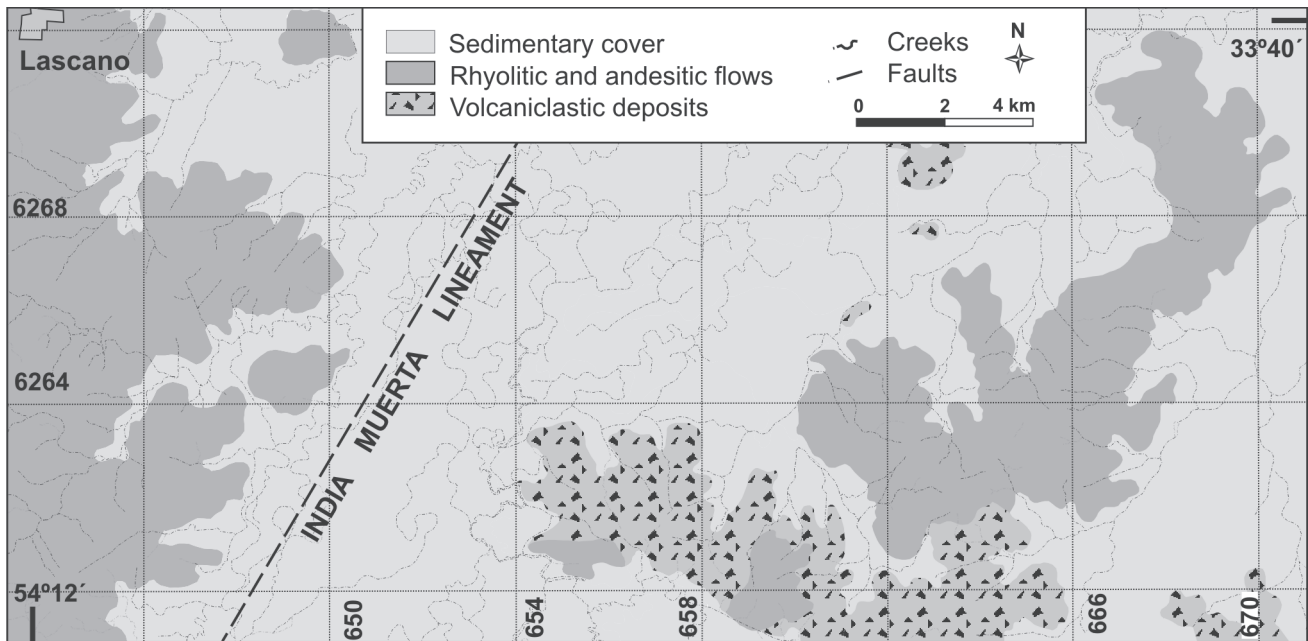 Lascano
Sedimentary cover
Rhyolitic and andesitic flows
Volcaniclastic deposits
Creeks
Faults
N
0 2 4 km
33º40´
6268
6264
INDIA MUERTA LINEAMENT
54º12´
650
654
658
666
670